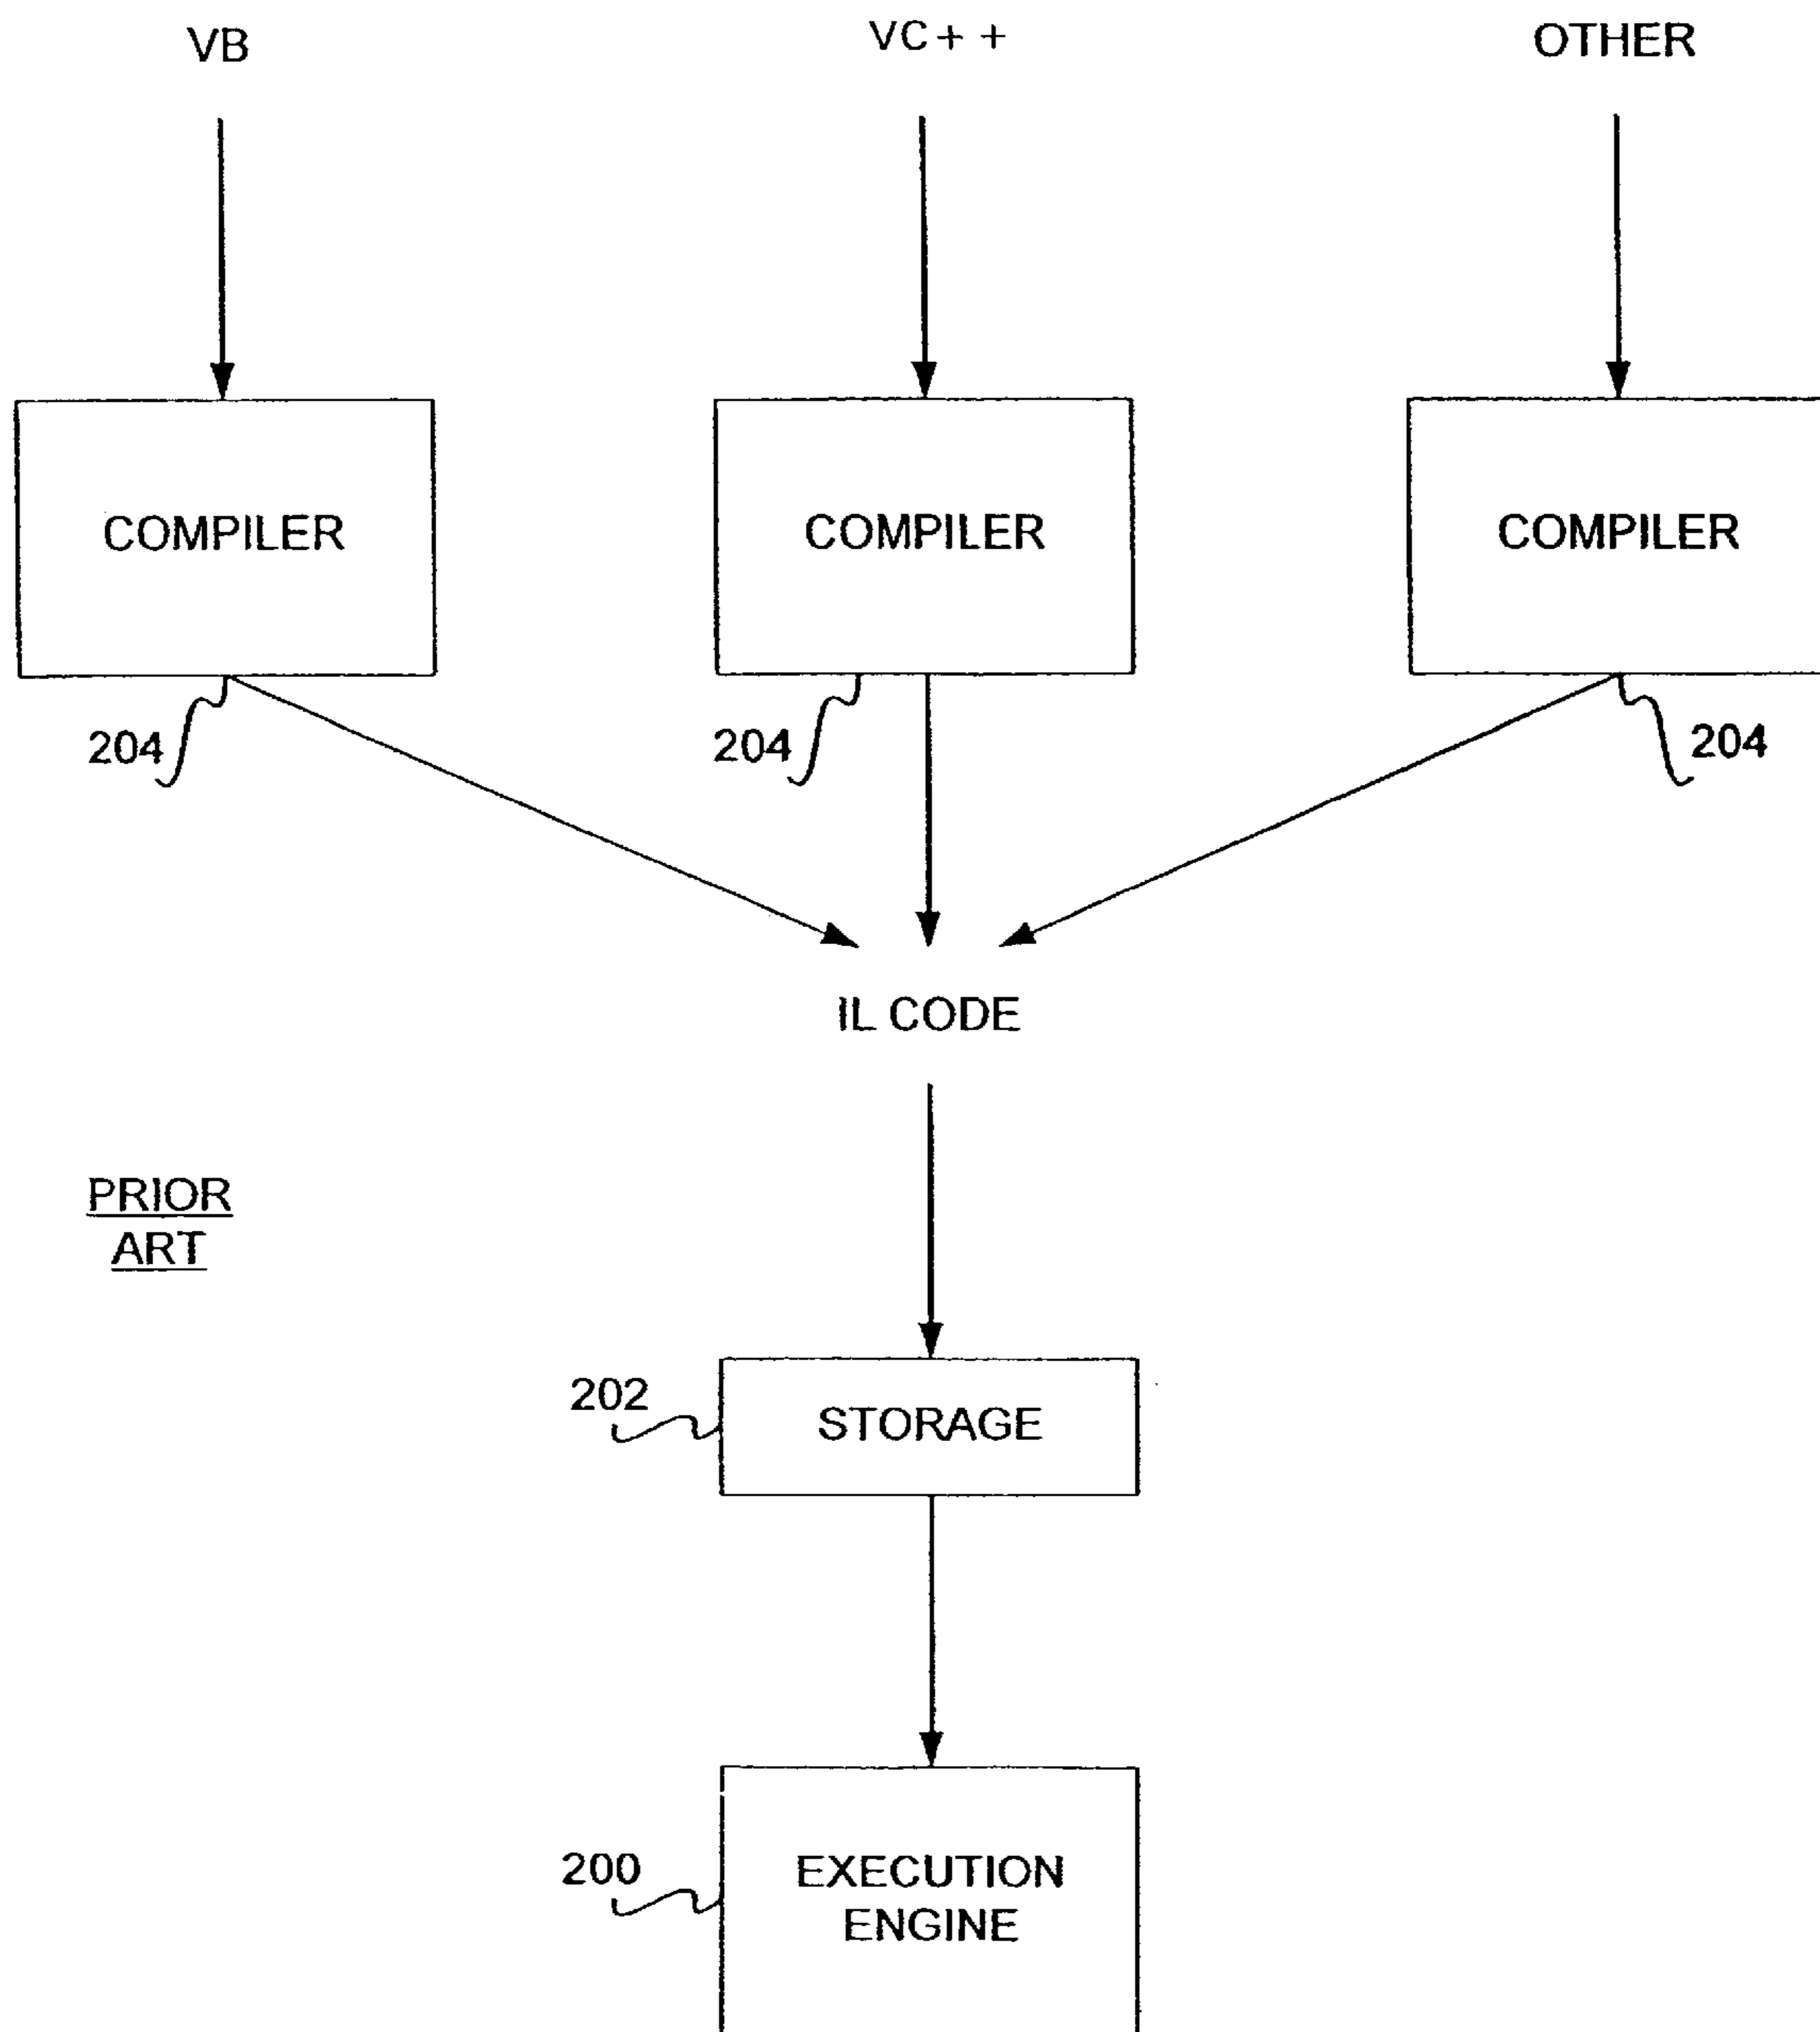 VB
VC++
OTHER
COMPILER
COMPILER
COMPILER
204
204
204
IL CODE
PRIOR
ART
202
STORAGE
200
EXECUTION
ENGINE